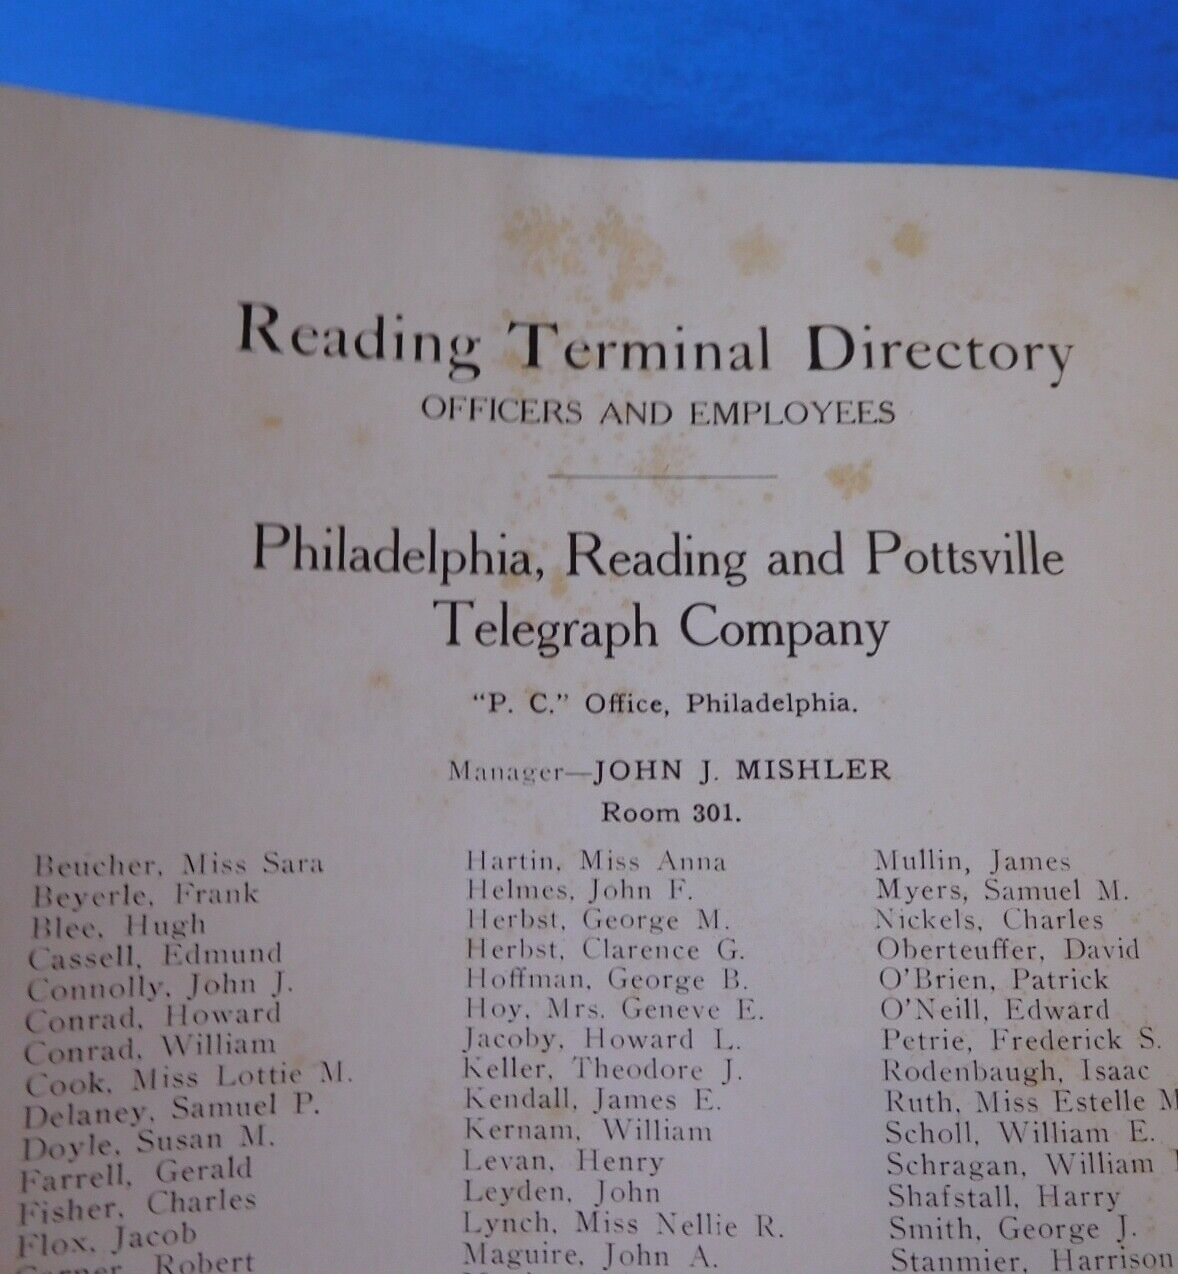 Reading Terminal Directory
OFFICERS AND EMPLOYEES
Philadelphia, Reading and Pottsville
Telegraph Company
"P. C." Office, Philadelphia.
Manager—JOHN J. MISHLER
Room 301.
Beucher, Miss Sara
Beyerle, Frank
Blee, Hugh
Cassell, Edmund
Connolly, John J.
Conrad, Howard
Conrad, William
Cook, Miss Lottie M.
Delaney, Samuel P.
Doyle, Susan M.
Farrell, Gerald
Fisher, Charles
Flox, Jacob
Robert
Hartin, Miss Anna
Helmes, John F.
Herbst, George M.
Herbst, Clarence G.
Hoffman, George B.
Hoy, Mrs. Geneve E.
Jacoby, Howard L.
Keller, Theodore J.
Kendall, James E.
Kernam, William
Levan, Henry
Leyden, John
Lynch, Miss Nellie R.
Maguire, John A.
Mullin, James
Myers, Samuel M.
Nickels, Charles
Oberteuffer, David
O'Brien, Patrick
O'Neill, Edward
Petrie, Frederick S.
Rodenbaugh, Isaac
Ruth, Miss Estelle M
Scholl, William E.
Schragan, William
Shafstall, Harry
Smith, George J.
Stanmier, Harrison